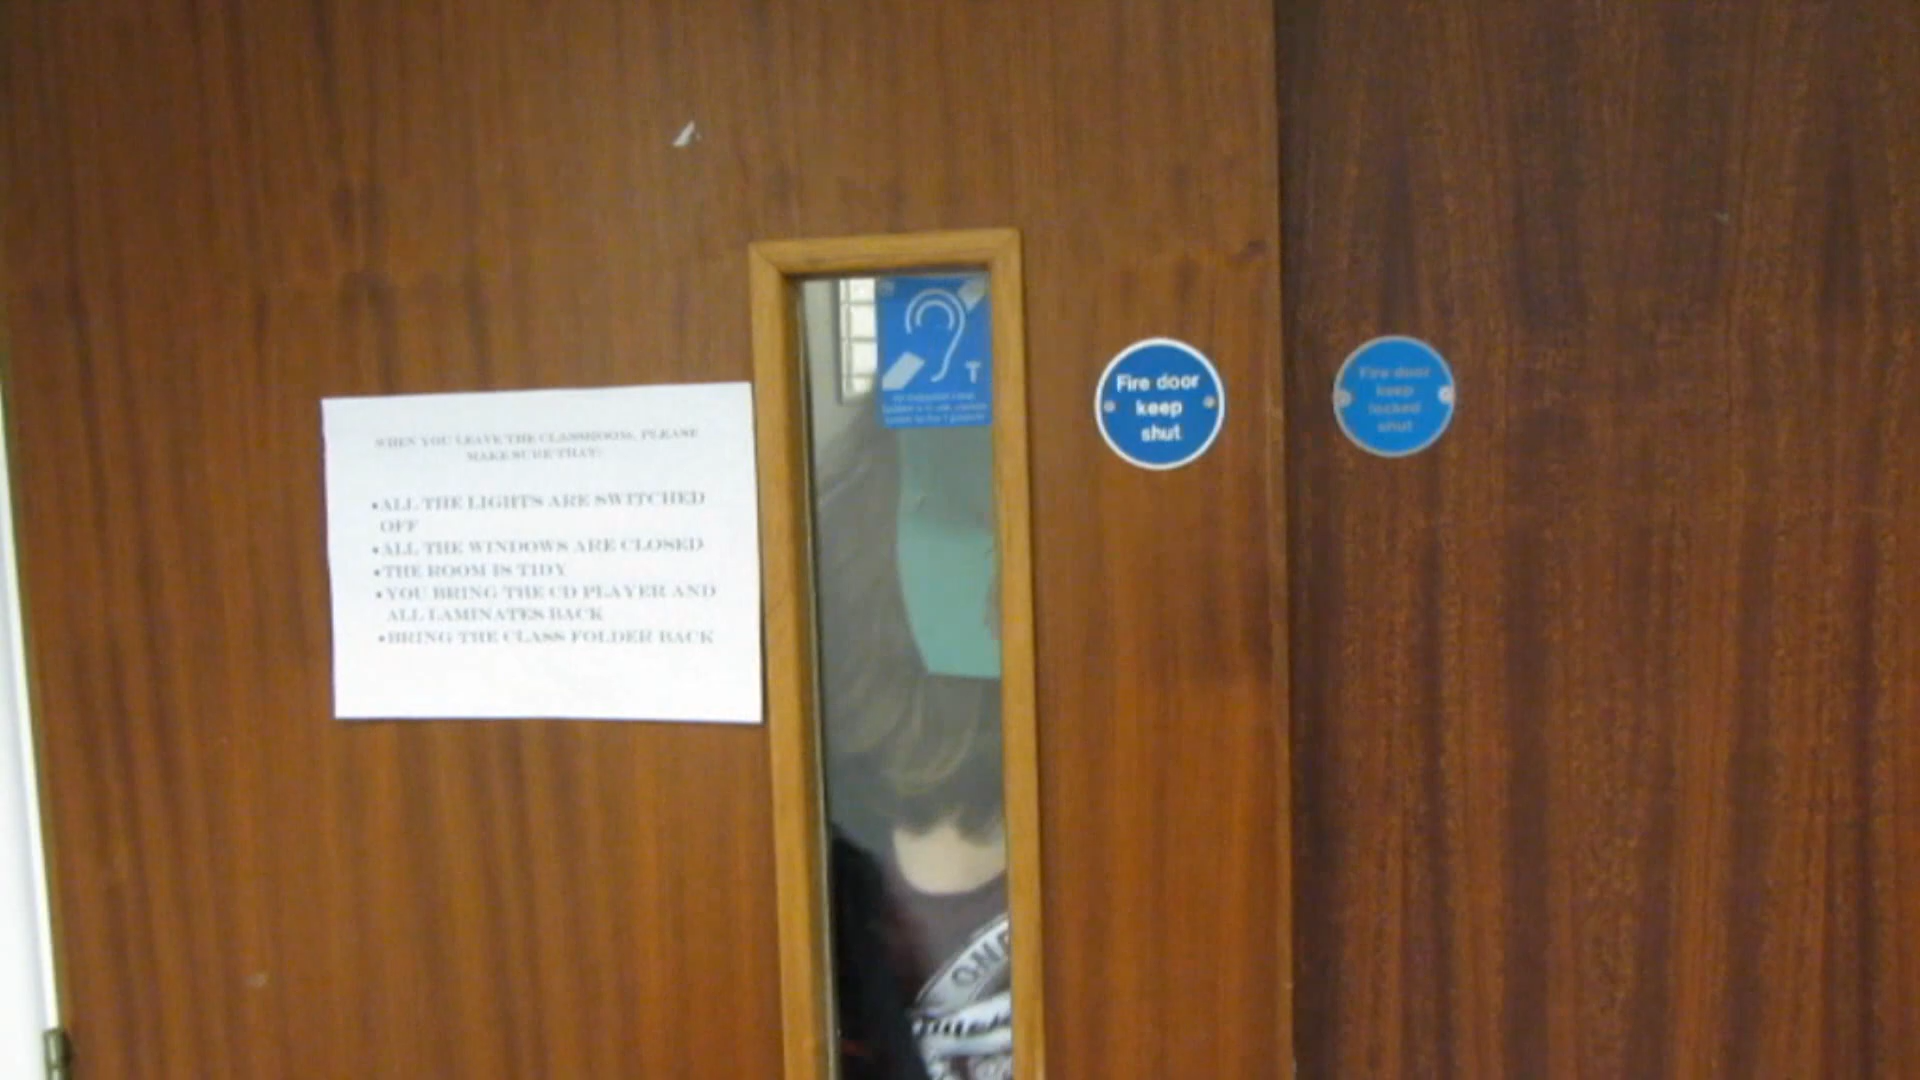 WHEN YOU LEAVE THE CLASSROOM, PLEASE
MAKE SURE THAT:
•ALL THE LIGHTS ARE SWITCHED
OFF
•ALL THE WINDOWS ARE CLOSED
•THE ROOM IS TIDY
•YOU BRING THE CD PLAYER AND
ALL LAMINATES BACK
•BRING THE CLASS FOLDER BACK
T
Fire door
keep
shut
Fire door
keep
locked
shut